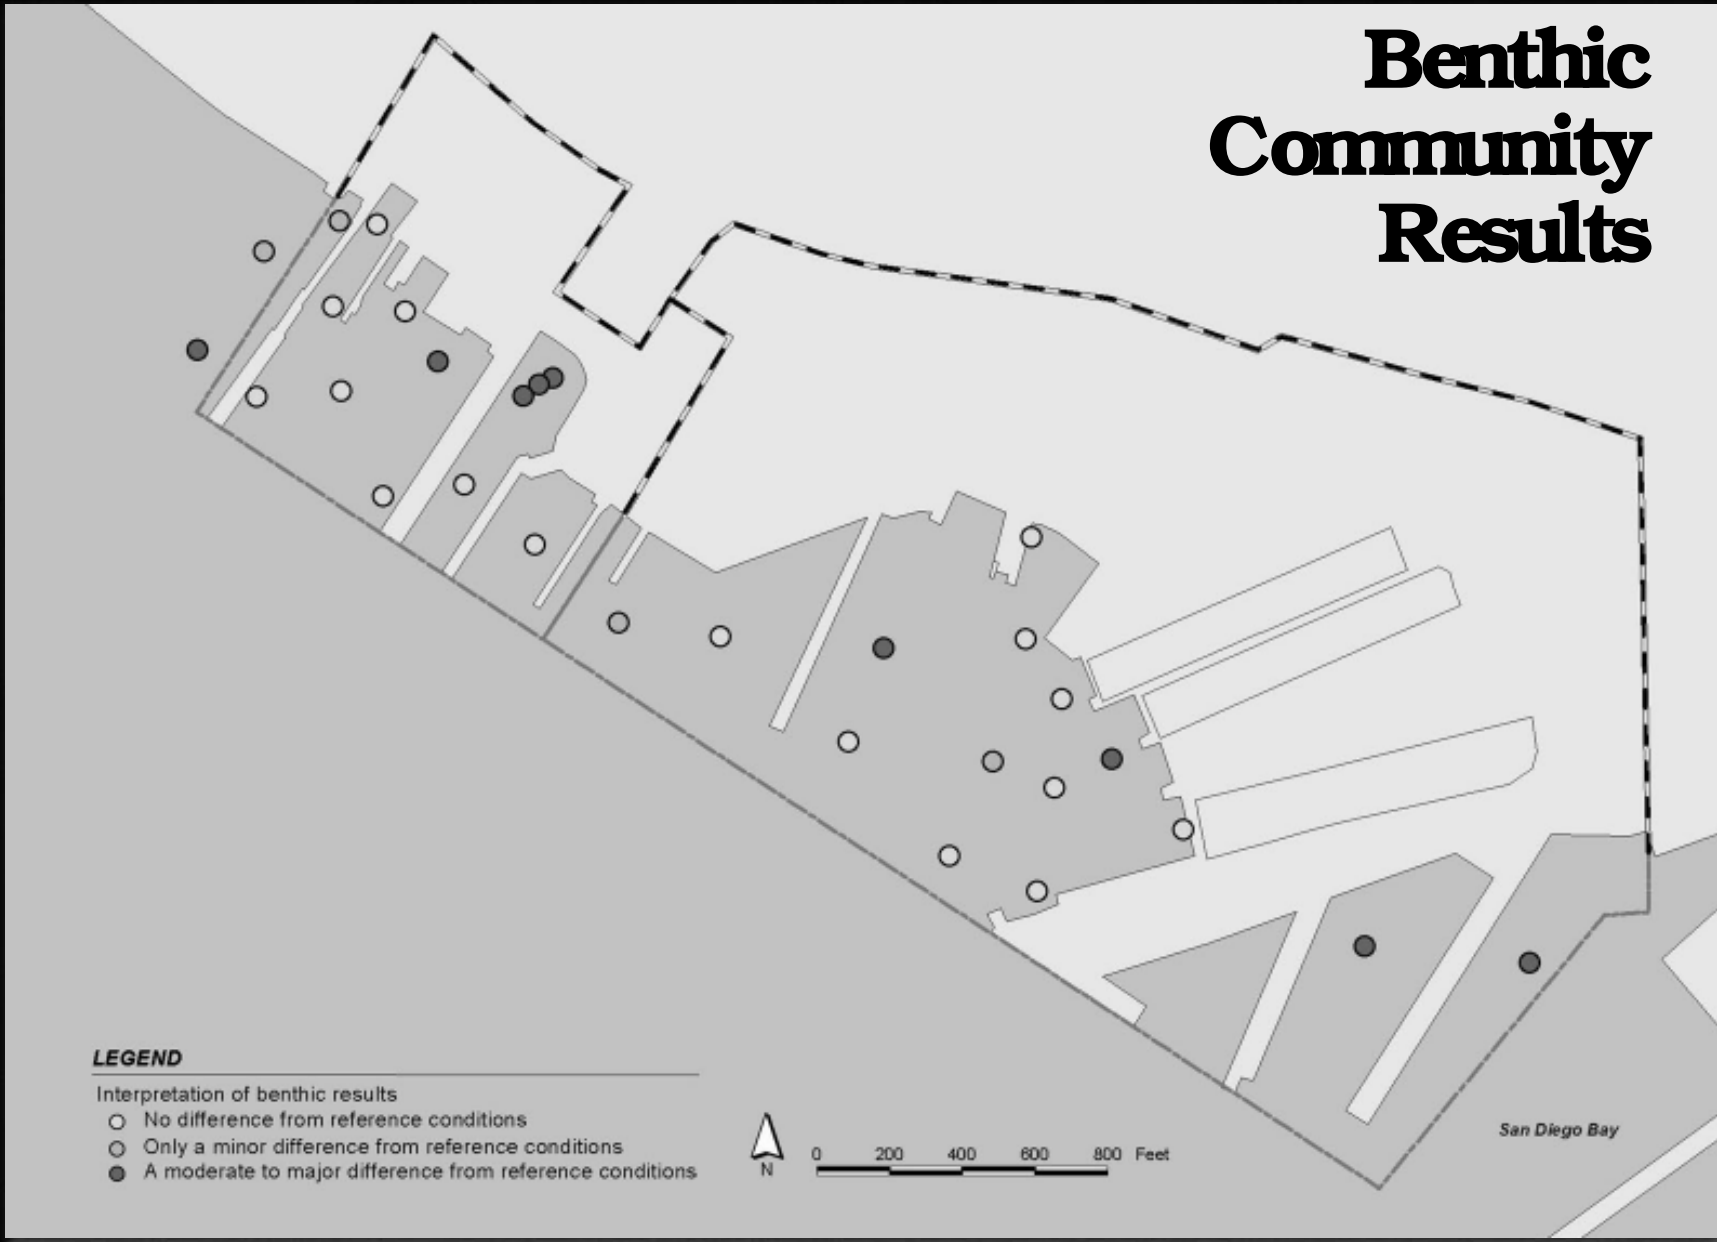 Benthic
Community
Results
LEGEND
Interpretation of benthic results
No difference from reference conditions
Only a minor difference from reference conditions
A moderate to major difference from reference conditions
N
0 200 400 600 800 Feet
San Diego Bay